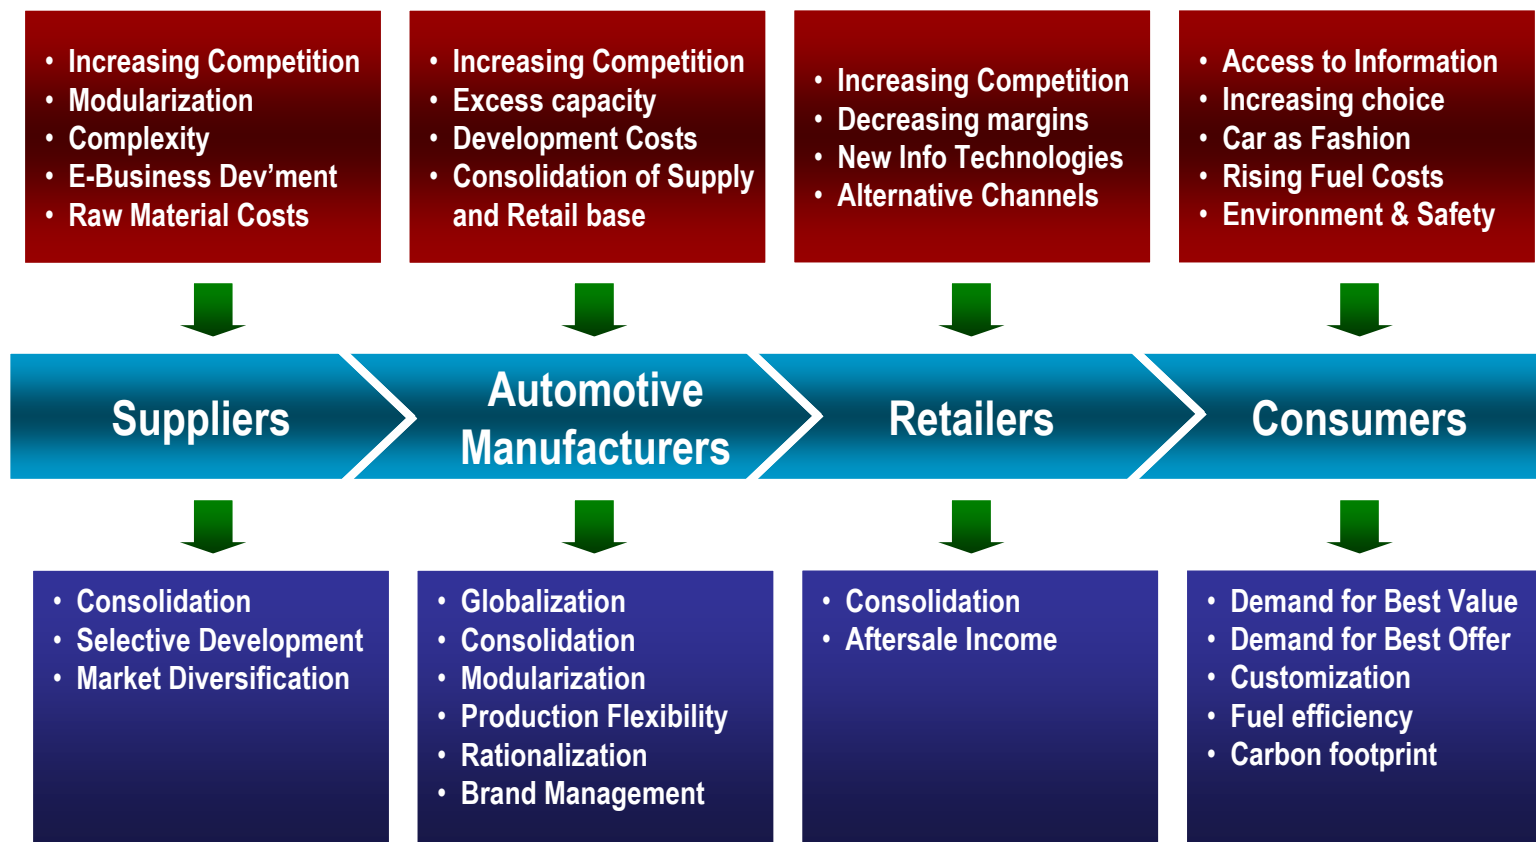 • Increasing Competition
• Modularization
• Complexity
• E-Business Dev’ment
• Raw Material Costs
• Increasing Competition
• Excess capacity
• Development Costs
• Consolidation of Supply
and Retail base
• Increasing Competition
• Decreasing margins
• New Info Technologies
• Alternative Channels
• Access to Information
• Increasing choice
• Car as Fashion
• Rising Fuel Costs
• Environment & Safety
Suppliers
Automotive
Manufacturers
Retailers
Consumers
• Consolidation
• Selective Development
• Market Diversification
• Globalization
• Consolidation
• Modularization
• Production Flexibility
• Rationalization
• Brand Management
• Consolidation
• Aftersale Income
• Demand for Best Value
• Demand for Best Offer
• Customization
• Fuel efficiency
• Carbon footprint